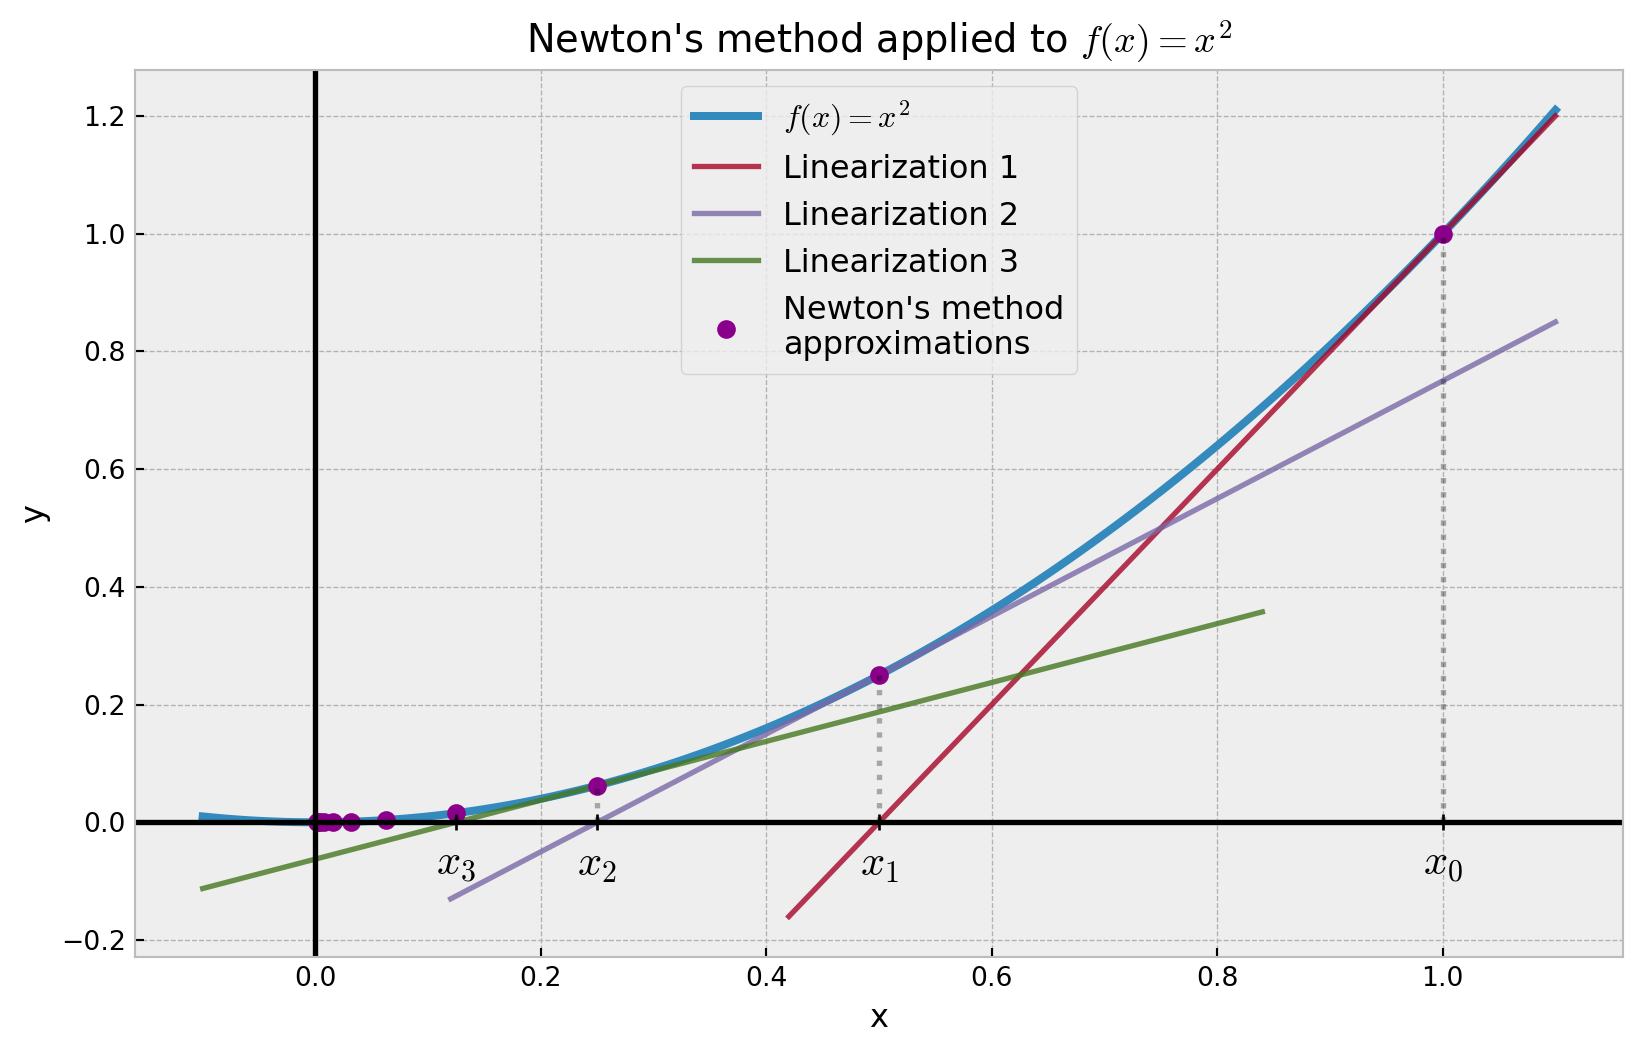 Newton's method applied to f(x) = x²
f(x) = x²
Linearization 1
Linearization 2
Linearization 3
Newton's method
approximations
y
1.2
1.0
0.8
0.6
0.4
0.2
0.0
−0.2
x₃
x₂
x₁
x₀
0.0
0.2
0.4
0.6
0.8
1.0
x